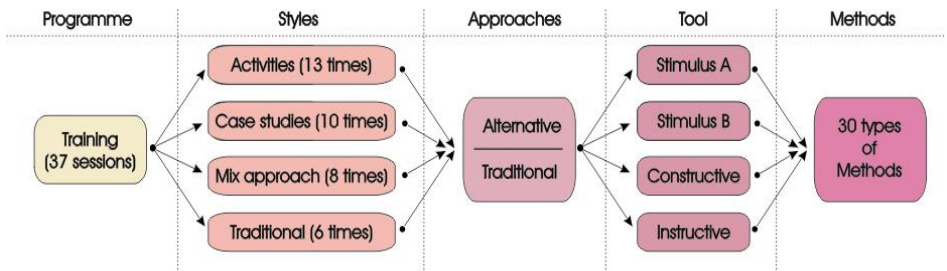 Programme
Styles
Approaches
Tool
Methods
Training
(37 sessions)
Activities (13 times)
Case studies (10 times)
Mix approach (8 times)
Traditional (6 times)
Alternative
Traditional
Stimulus A
Stimulus B
Constructive
Instructive
30 types
of
Methods